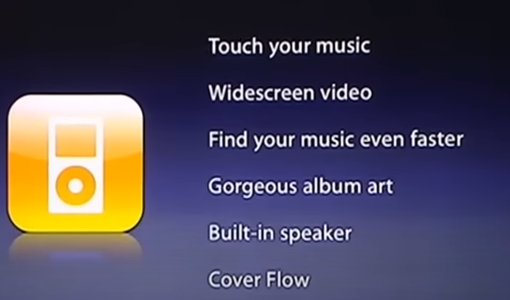 Touch your music
Widescreen video
Find your music even faster
Gorgeous album art
Built-in speaker
Cover Flow